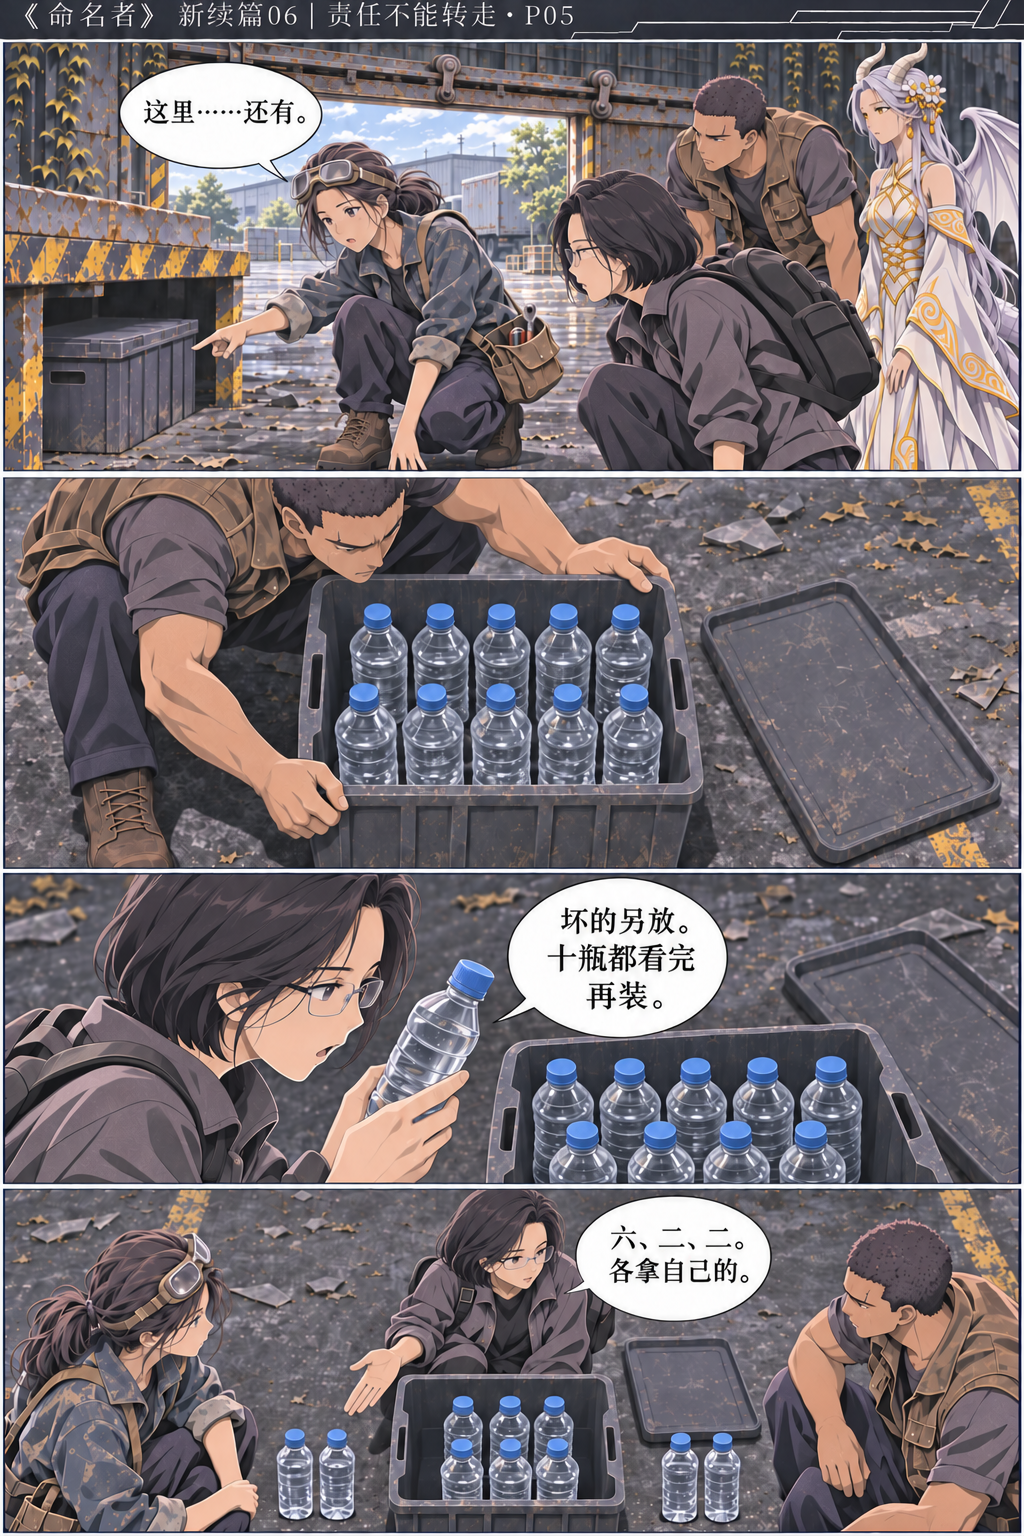 《命名者》 新续篇06 | 责任不能转走·P05
这里……还有。
坏的另放。
十瓶都看完
再装。
六、二、二。
各拿自己的。